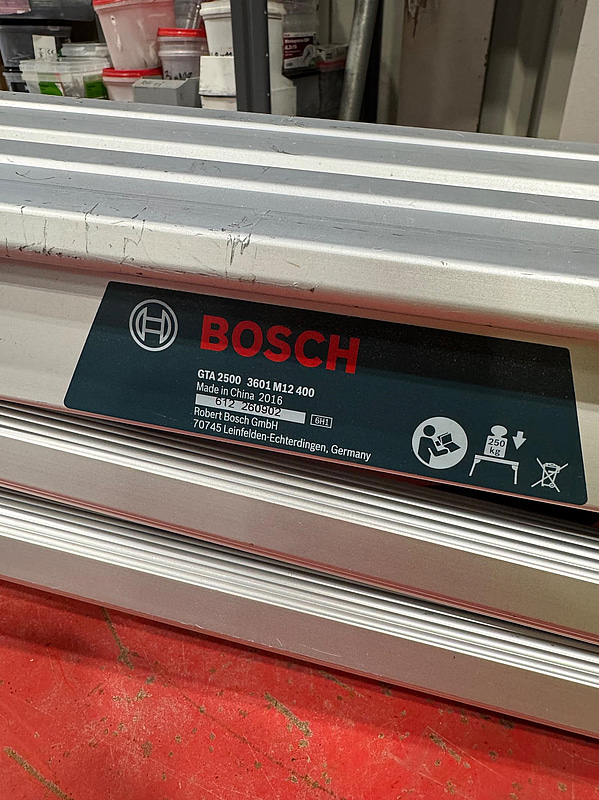 BOSCH
GTA 2500 3601 M12 400
Made in China 2016
612 260902
Robert Bosch GmbH
6H1
70745 Leinfelden-Echterdingen, Germany
250
kg